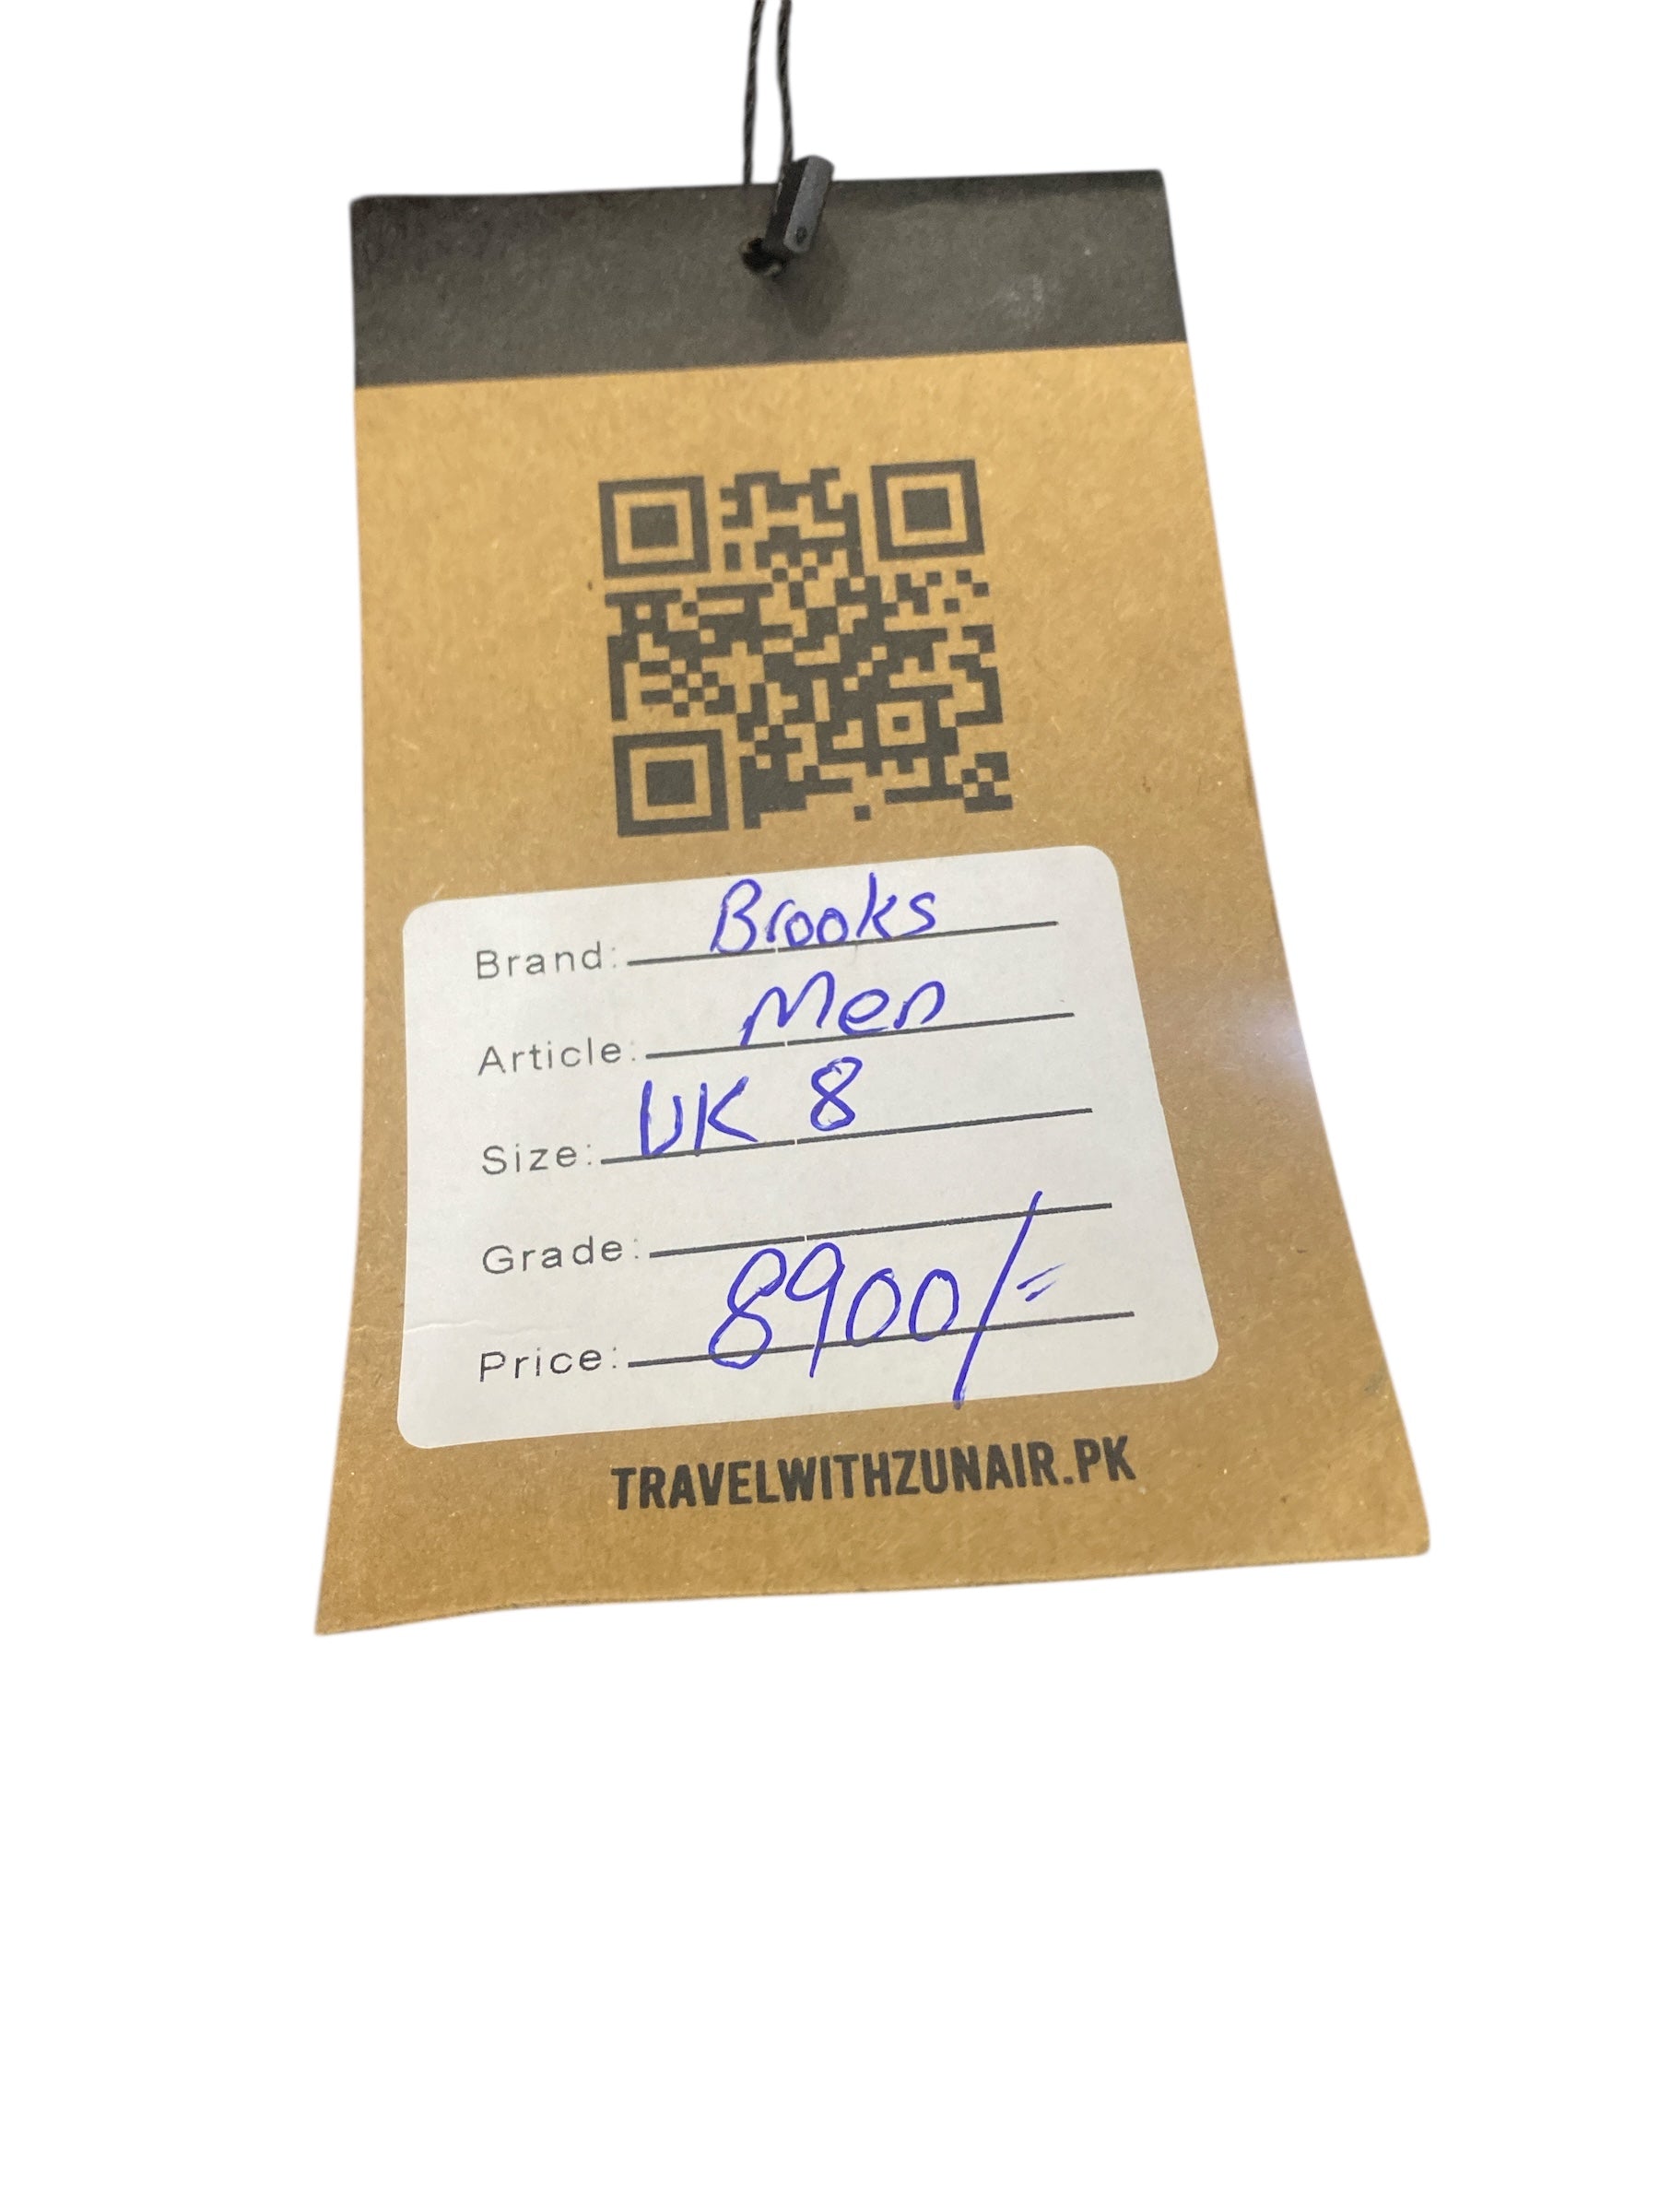 Brand: Brooks
Article: Men
Size: UK 8
Grade:
Price: 8900/=
TRAVELWITHZUNAIR.PK